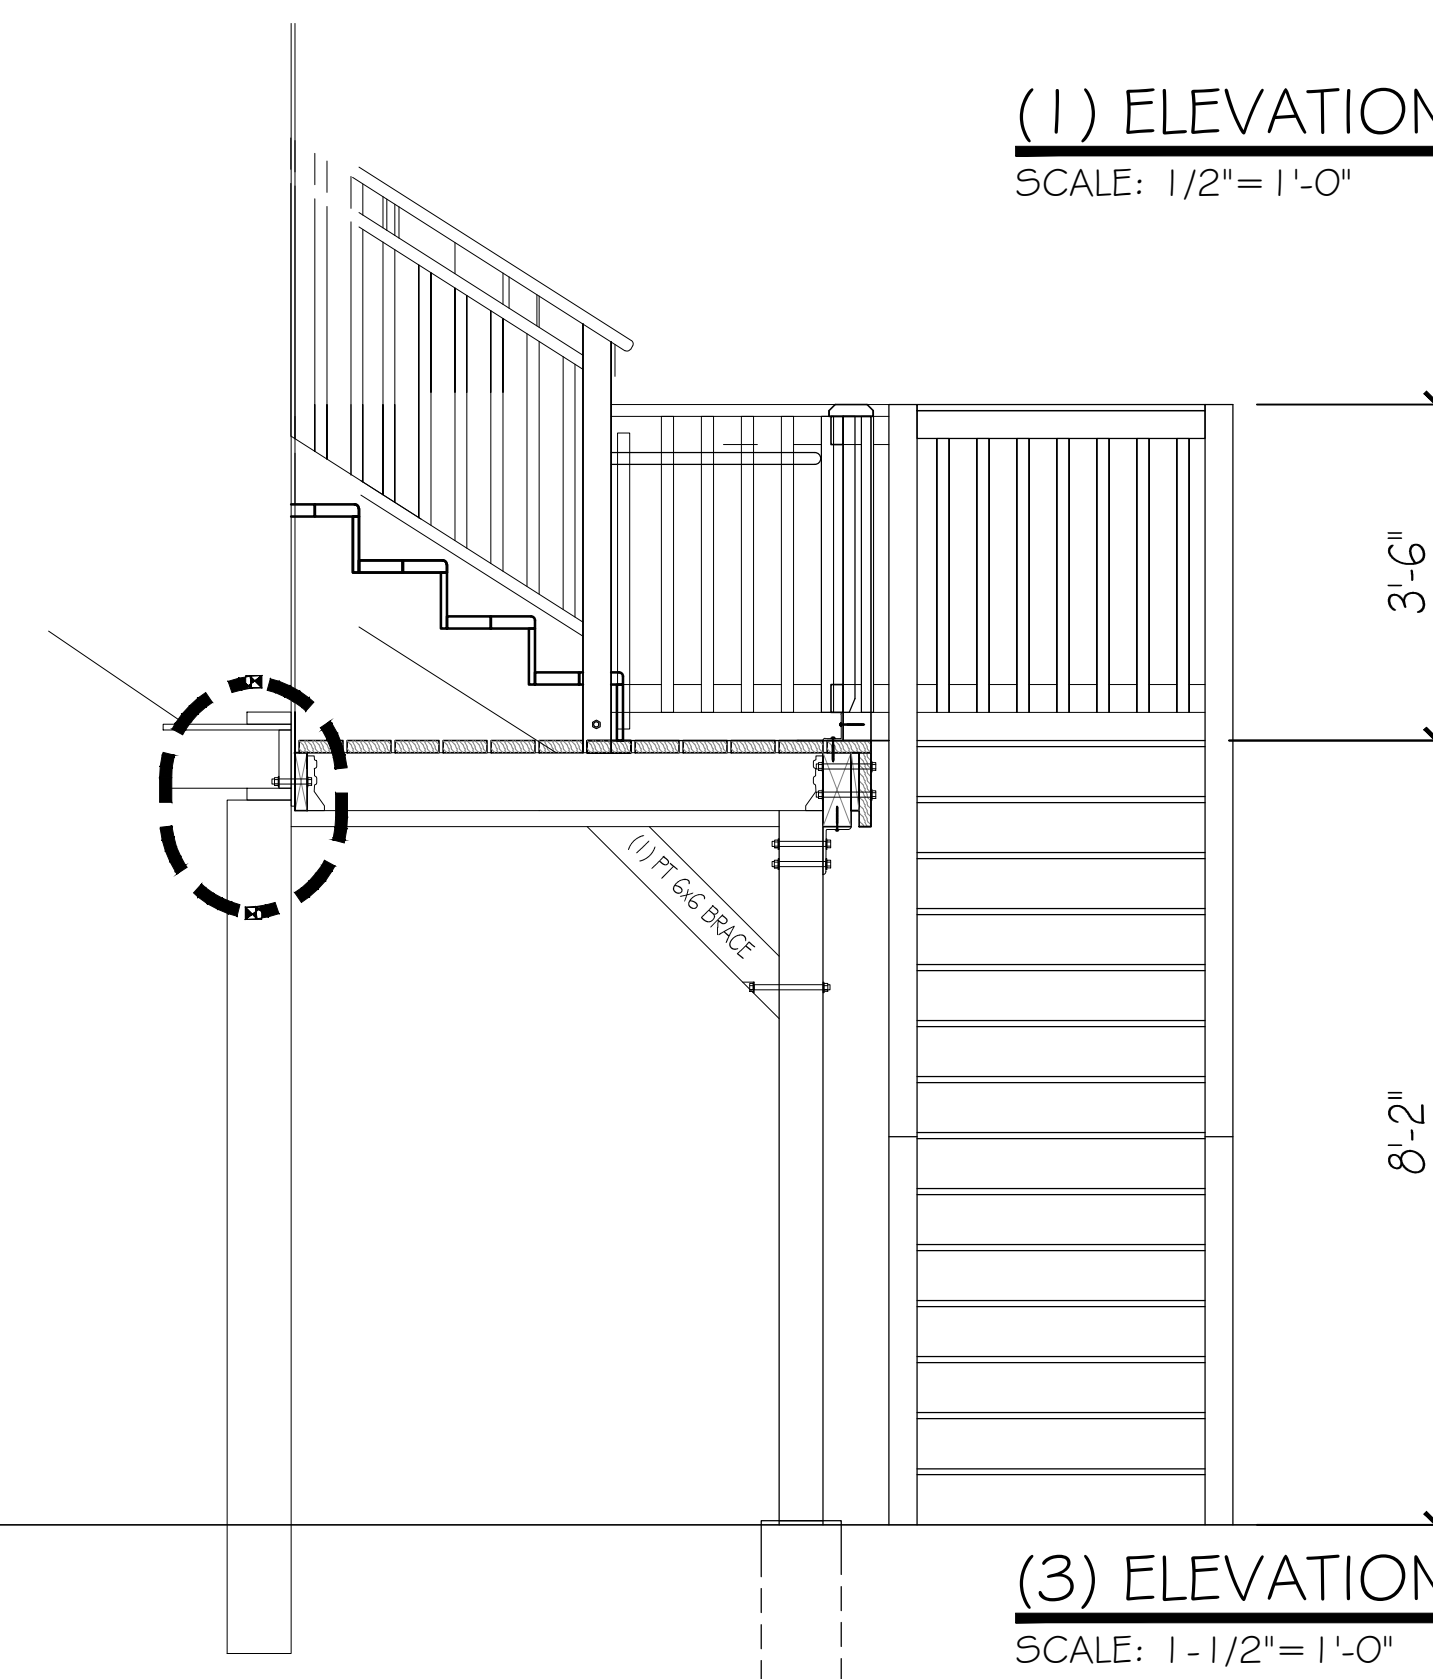 (1) ELEVATION
SCALE: 1/2"=1'-0"
3'-6"
(1) PT 6x6 BRACE
8'-2"
(3) ELEVATION
SCALE: 1-1/2"=1'-0"